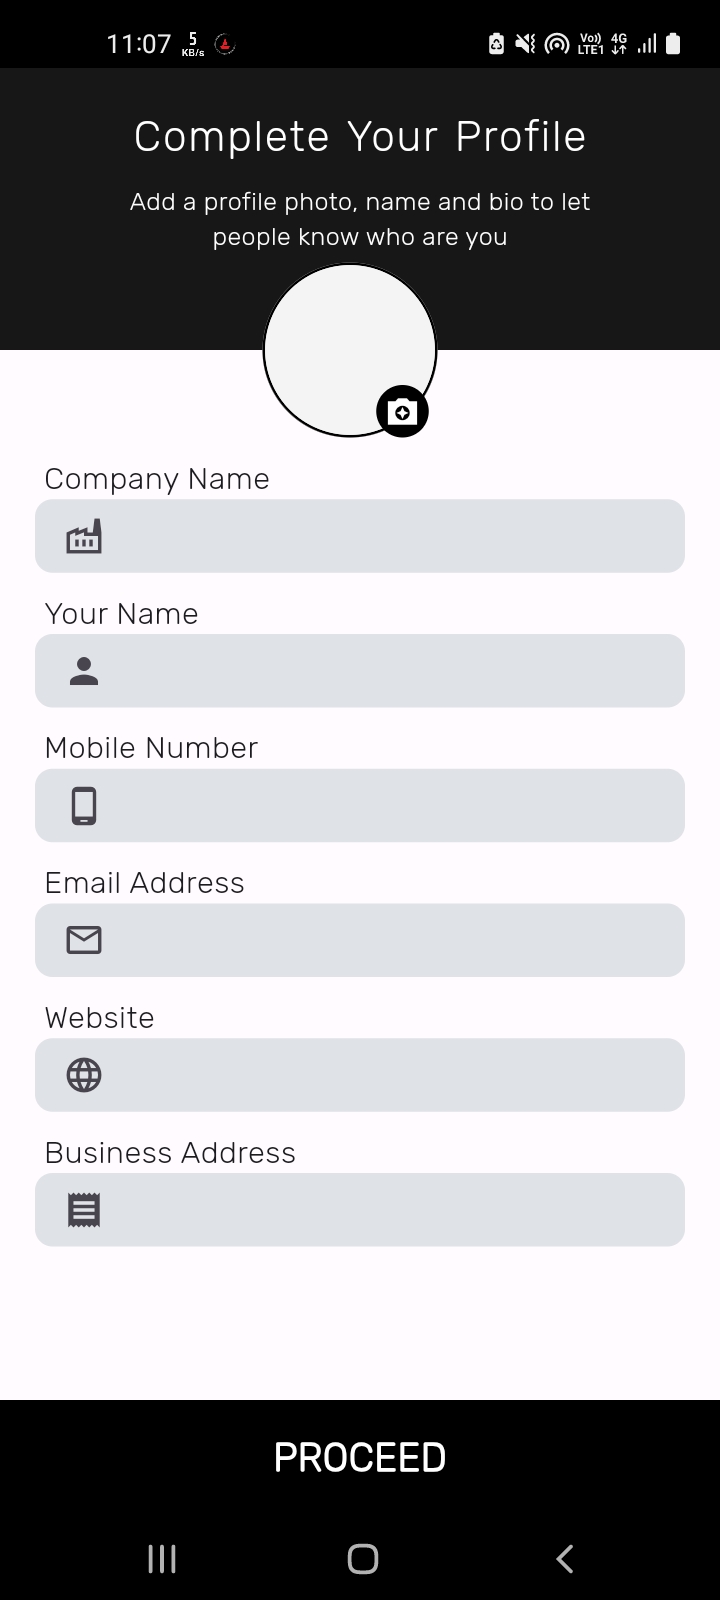 11:07 5 KB/s Vo)) LTE1 4G
Complete Your Profile
Add a profile photo, name and bio to let
people know who are you
Company Name
Your Name
Mobile Number
Email Address
Website
Business Address
PROCEED